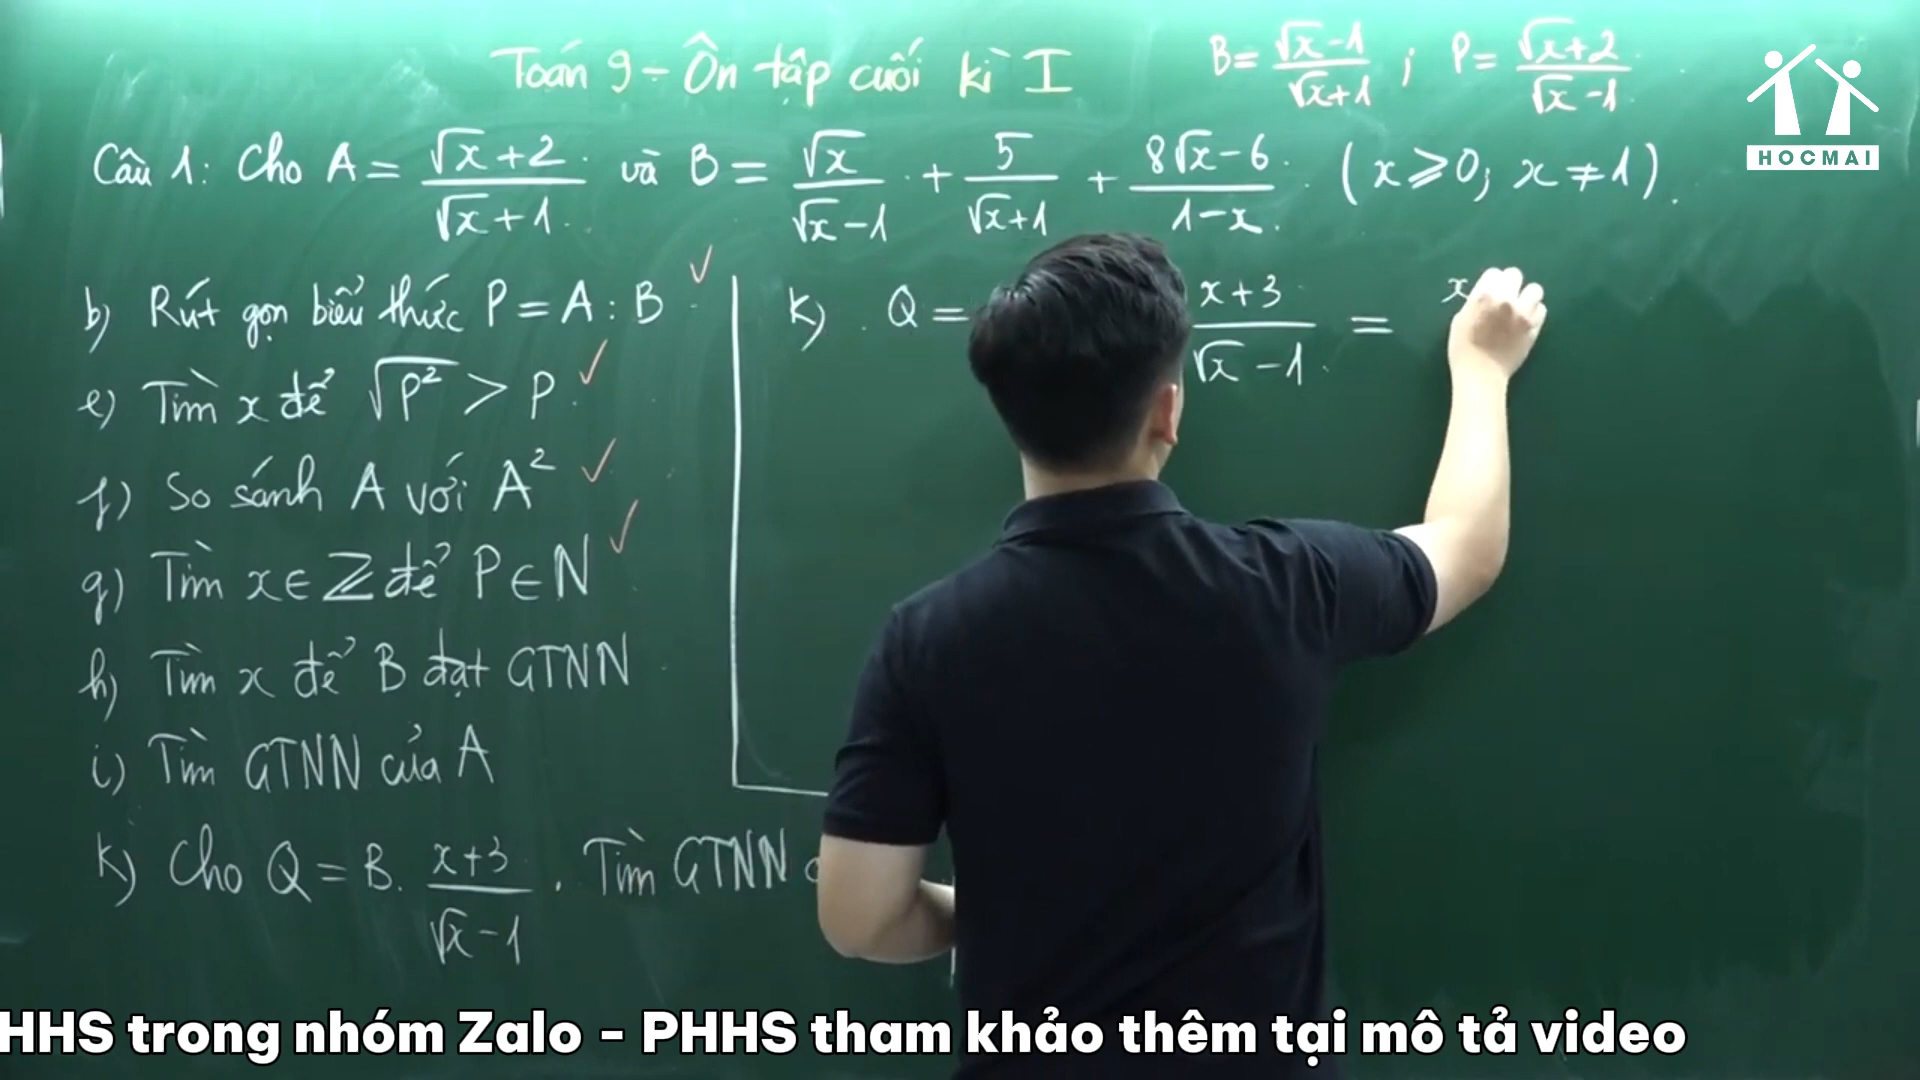 Toán 9 - Ôn tập cuối kì I
B = (√x - 1)/(√x + 1) ; P = (√x + 2)/(√x - 1)
HOCMAI
Câu 1: Cho A = (√x + 2)/(√x + 1) và B = √x/(√x - 1) + 5/(√x + 1) + (8√x - 6)/(1 - x) (x ⩾ 0; x ≠ 1).
b) Rút gọn biểu thức P = A : B ✓
e) Tìm x để √P² > P ✓
f) So sánh A với A² ✓
g) Tìm x ∈ Z để P ∈ N ✓
h) Tìm x để B đạt GTNN
i) Tìm GTNN của A
K) Cho Q = B. (x + 3)/(√x - 1) . Tìm GTNN
K) Q = (x + 3)/(√x - 1) = x
HHS trong nhóm Zalo - PHHS tham khảo thêm tại mô tả video